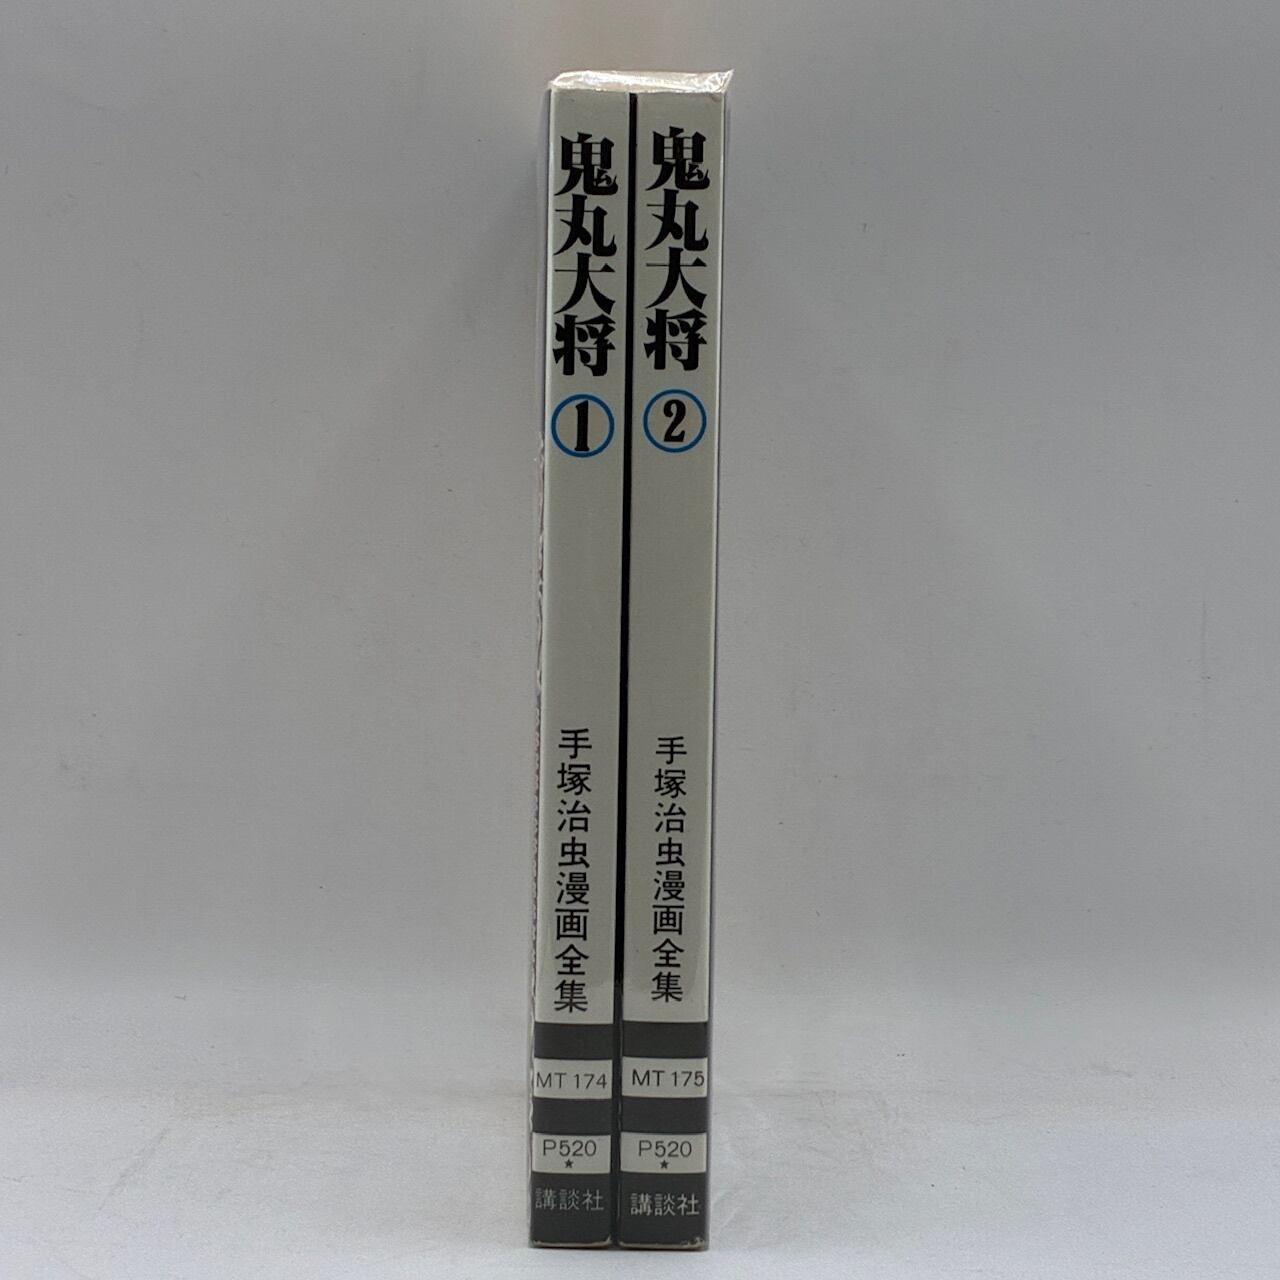 鬼丸大将
1
手塚治虫漫画全集
MT 174
P520
★
講談社
鬼丸大将
2
手塚治虫漫画全集
MT 175
P520
★
講談社